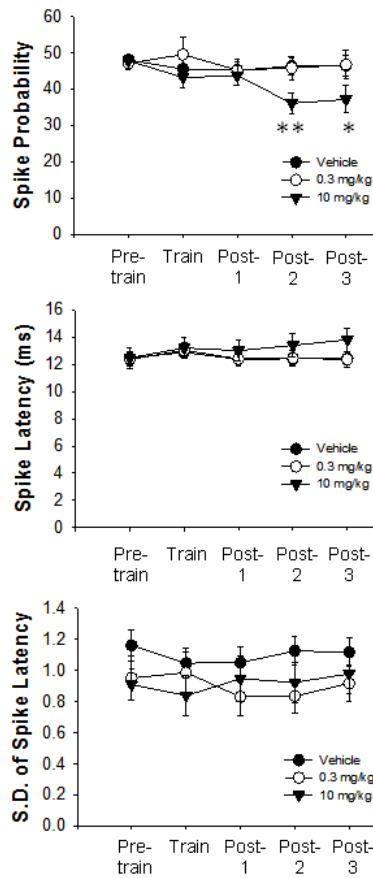 60
50
40
30
20
10
0
Spike Probability
** *
Vehicle
0.3 mg/kg
10 mg/kg
Pre- Train Post- Post- Post-
train 1 2 3
16
14
12
10
8
6
4
2
0
Spike Latency (ms)
Vehicle
0.3 mg/kg
10 mg/kg
Pre- Train Post- Post- Post-
train 1 2 3
1.4
1.2
1.0
0.8
0.6
0.4
0.2
0.0
S.D. of Spike Latency
Vehicle
0.3 mg/kg
10 mg/kg
Pre- Train Post- Post- Post-
train 1 2 3